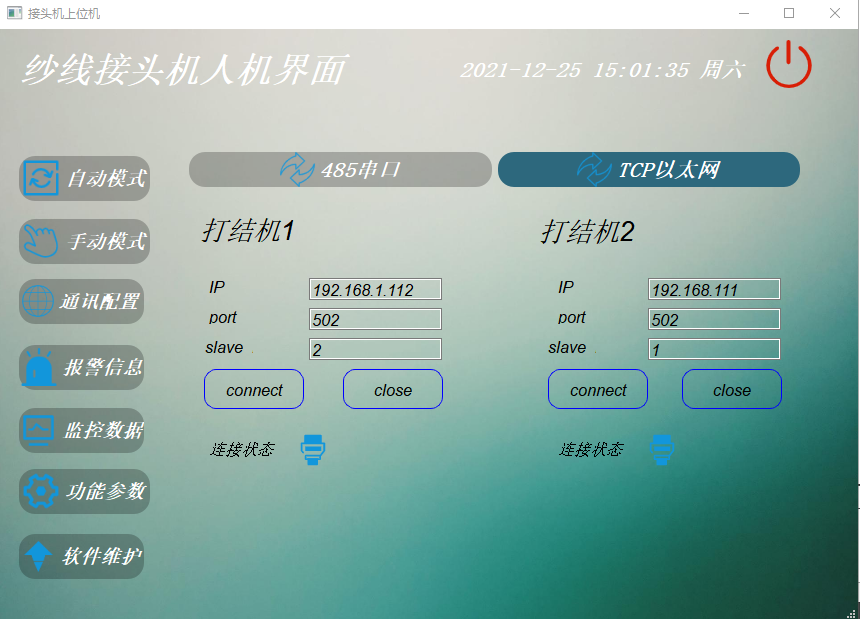 接头机上位机
纱线接头机人机界面
2021-12-25 15:01:35 周六
自动模式
手动模式
通讯配置
报警信息
监控数据
功能参数
软件维护
485串口
TCP以太网
打结机1
IP 192.168.1.112
port 502
slave 2
connect close
连接状态
打结机2
IP 192.168.111
port 502
slave 1
connect close
连接状态